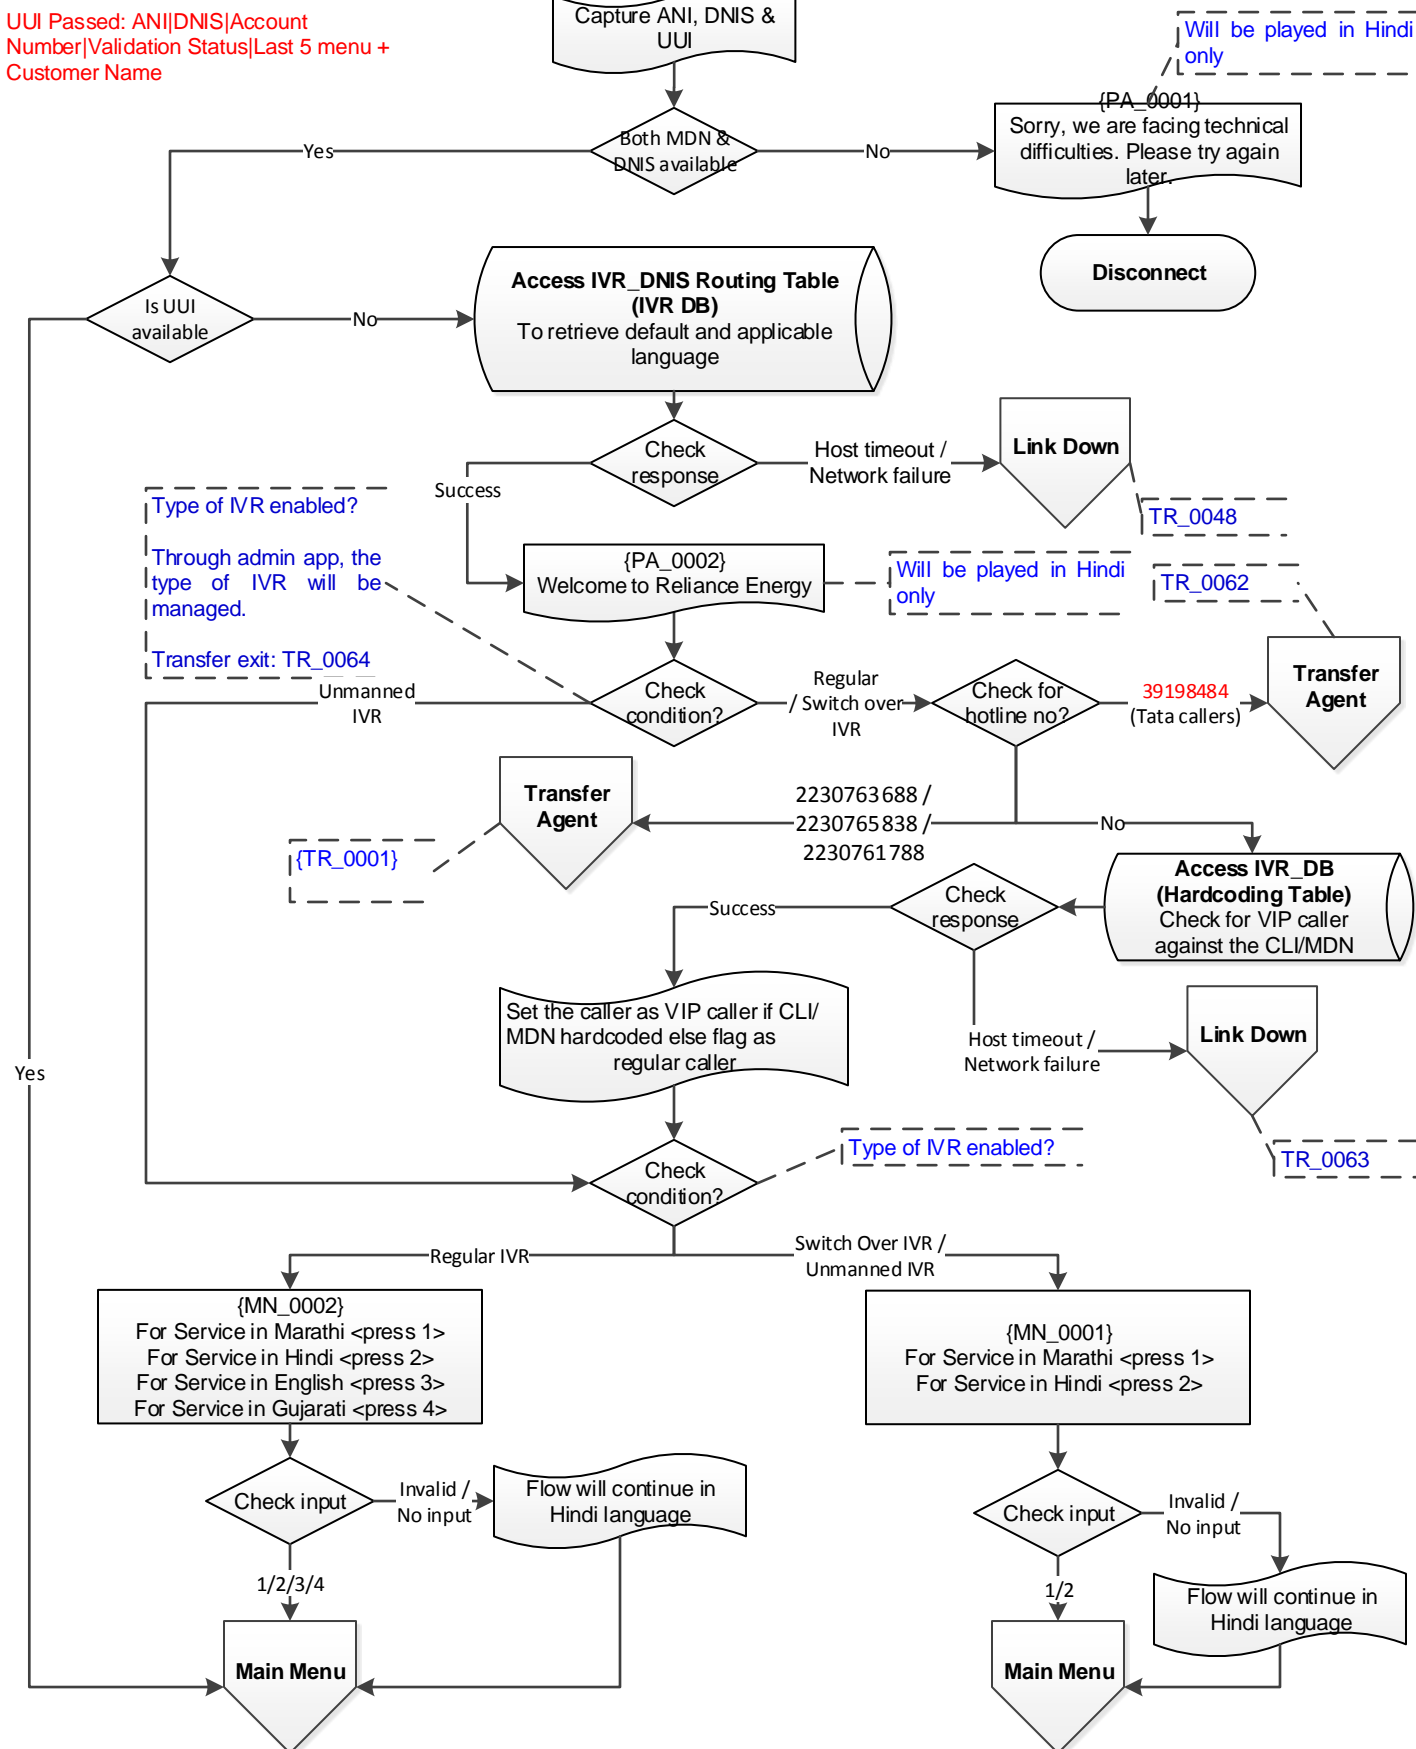 UUI Passed: ANI|DNIS|Account
Number|Validation Status|Last 5 menu +
Customer Name
Capture ANI, DNIS &
UUI
Will be played in Hindi
only
Both MDN &
DNIS available
Yes
No
{PA_0001}
Sorry, we are facing technical
difficulties. Please try again
later.
Disconnect
Is UUI
available
No
Access IVR_DNIS Routing Table
(IVR DB)
To retrieve default and applicable
language
Check
response
Host timeout /
Network failure
Link Down
TR_0048
Success
Type of IVR enabled?
Through admin app, the
type of IVR will be
managed.
Transfer exit: TR_0064
{PA_0002}
Welcome to Reliance Energy
Will be played in Hindi
only
TR_0062
Unmanned
IVR
Check
condition?
Regular
/ Switch over
IVR
Check for
hotline no?
39198484
(Tata callers)
Transfer
Agent
Transfer
Agent
2230763688 /
2230765838 /
2230761788
No
{TR_0001}
Access IVR_DB
(Hardcoding Table)
Check for VIP caller
against the CLI/MDN
Check
response
Success
Set the caller as VIP caller if CLI/
MDN hardcoded else flag as
regular caller
Host timeout /
Network failure
Link Down
TR_0063
Yes
Check
condition?
Type of IVR enabled?
Regular IVR
Switch Over IVR /
Unmanned IVR
{MN_0002}
For Service in Marathi <press 1>
For Service in Hindi <press 2>
For Service in English <press 3>
For Service in Gujarati <press 4>
{MN_0001}
For Service in Marathi <press 1>
For Service in Hindi <press 2>
Check input
Invalid /
No input
Flow will continue in
Hindi language
1/2/3/4
Main Menu
Check input
Invalid /
No input
Flow will continue in
Hindi language
1/2
Main Menu